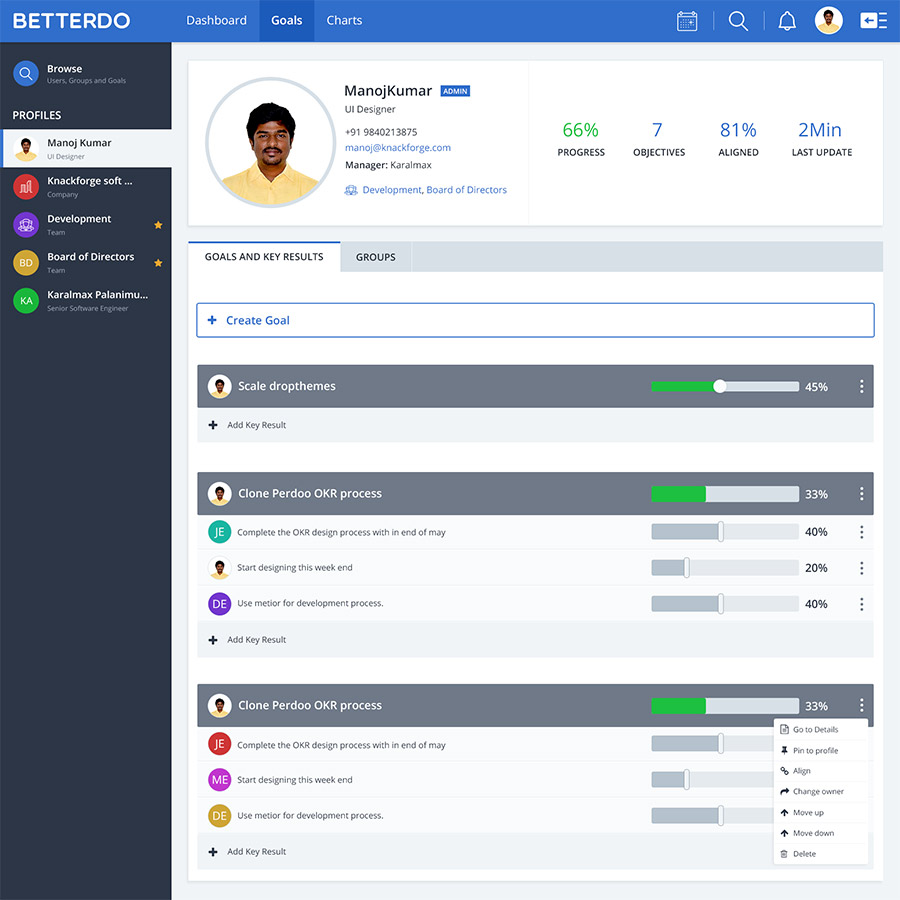 BETTERDO
Dashboard
Goals
Charts
Browse
Users, Groups and Goals
PROFILES
Manoj Kumar
UI Designer
Knackforge soft ...
Company
Development
Team
BD
Board of Directors
Team
KA
Karalmax Palanimu...
Senior Software Engineer
ManojKumar ADMIN
UI Designer
+91 9840213875
manoj@knackforge.com
Manager: Karalmax
Development, Board of Directors
66%
PROGRESS
7
OBJECTIVES
81%
ALIGNED
2Min
LAST UPDATE
GOALS AND KEY RESULTS
GROUPS
+ Create Goal
Scale dropthemes 45%
+ Add Key Result
Clone Perdoo OKR process 33%
JE Complete the OKR design process with in end of may 40%
Start designing this week end 20%
DE Use metior for development process. 40%
+ Add Key Result
Clone Perdoo OKR process 33%
JE Complete the OKR design process with in end of may
ME Start designing this week end
DE Use metior for development process.
+ Add Key Result
Go to Details
Pin to profile
Align
Change owner
Move up
Move down
Delete